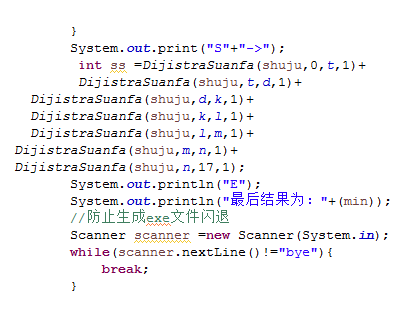 }
System.out.print("S"+"->");
int ss =DijistraSuanfa(shuju,0,t,1)+
DijistraSuanfa(shuju,t,d,1)+
DijistraSuanfa(shuju,d,k,1)+
DijistraSuanfa(shuju,k,l,1)+
DijistraSuanfa(shuju,l,m,1)+
DijistraSuanfa(shuju,m,n,1)+
DijistraSuanfa(shuju,n,17,1);
System.out.println("E");
System.out.println("最后结果为："+(min));
//防止生成exe文件闪退
Scanner scanner =new Scanner(System.in);
while(scanner.nextLine()!="bye"){
break;
}